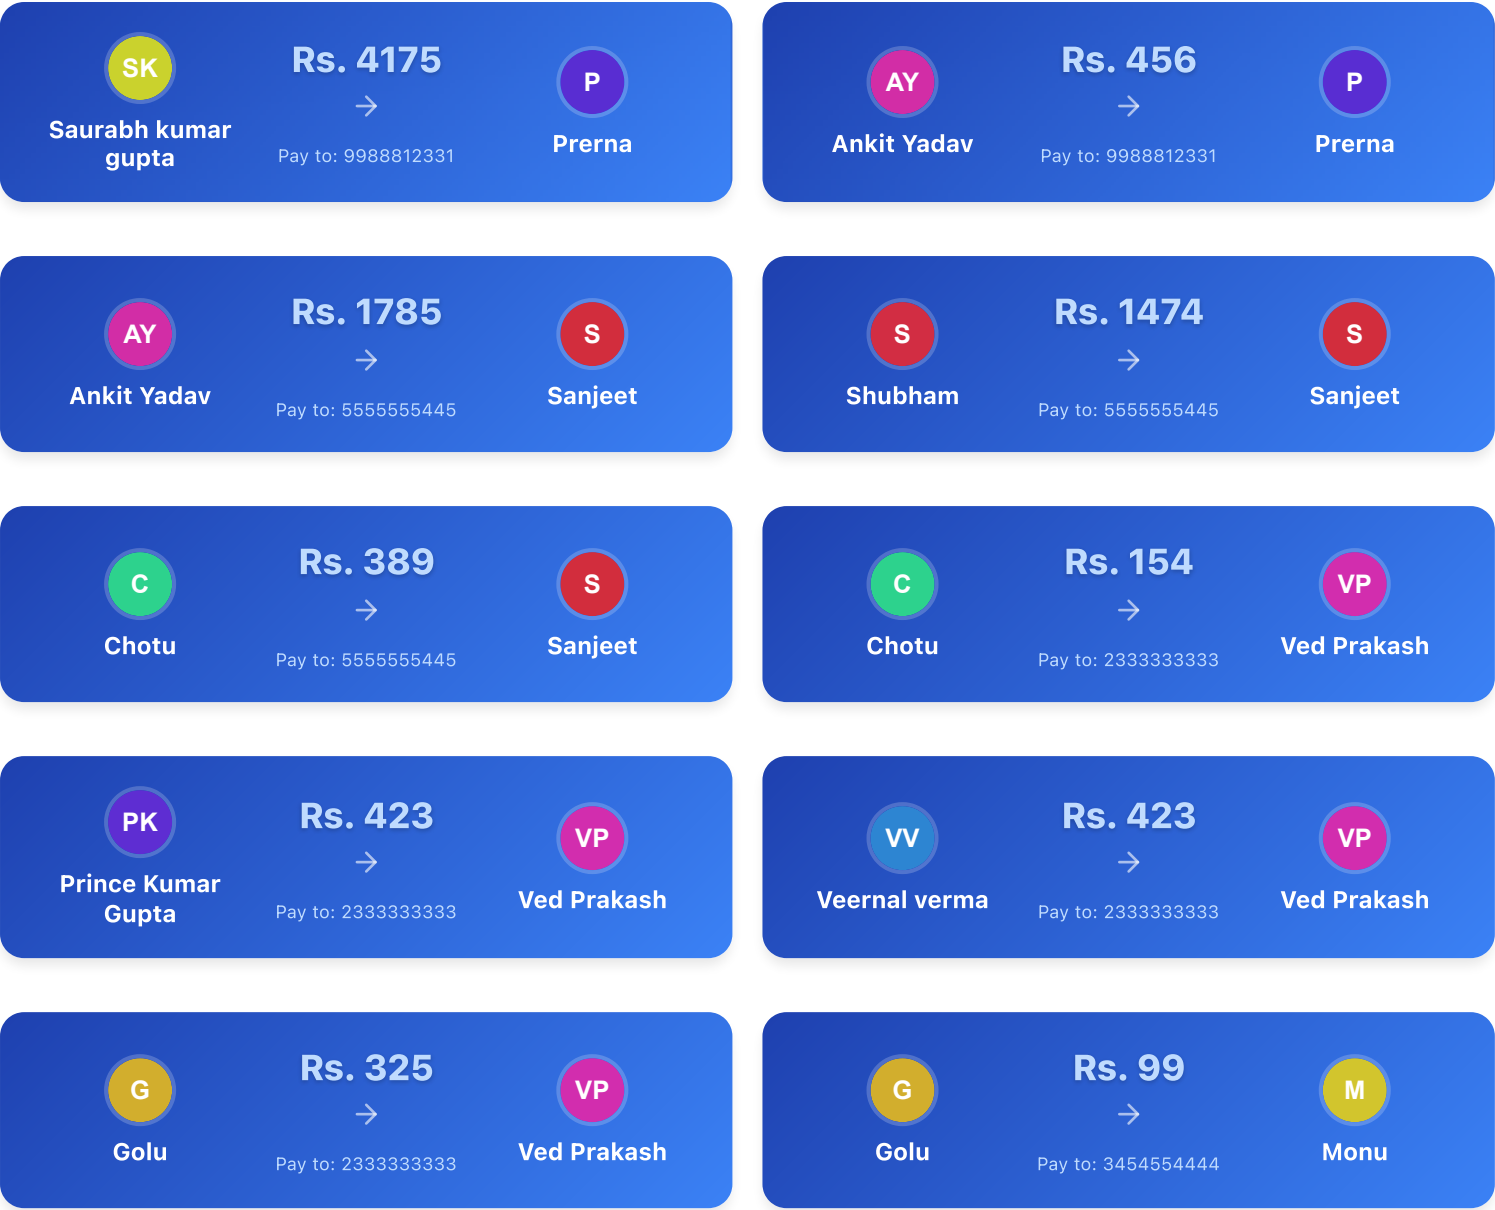 SK
Saurabh kumar
gupta
Rs. 4175
→
Pay to: 9988812331
P
Prerna
AY
Ankit Yadav
Rs. 456
→
Pay to: 9988812331
P
Prerna
AY
Ankit Yadav
Rs. 1785
→
Pay to: 5555555445
S
Sanjeet
S
Shubham
Rs. 1474
→
Pay to: 5555555445
S
Sanjeet
C
Chotu
Rs. 389
→
Pay to: 5555555445
S
Sanjeet
C
Chotu
Rs. 154
→
Pay to: 2333333333
VP
Ved Prakash
PK
Prince Kumar
Gupta
Rs. 423
→
Pay to: 2333333333
VP
Ved Prakash
VV
Veernal verma
Rs. 423
→
Pay to: 2333333333
VP
Ved Prakash
G
Golu
Rs. 325
→
Pay to: 2333333333
VP
Ved Prakash
G
Golu
Rs. 99
→
Pay to: 3454554444
M
Monu